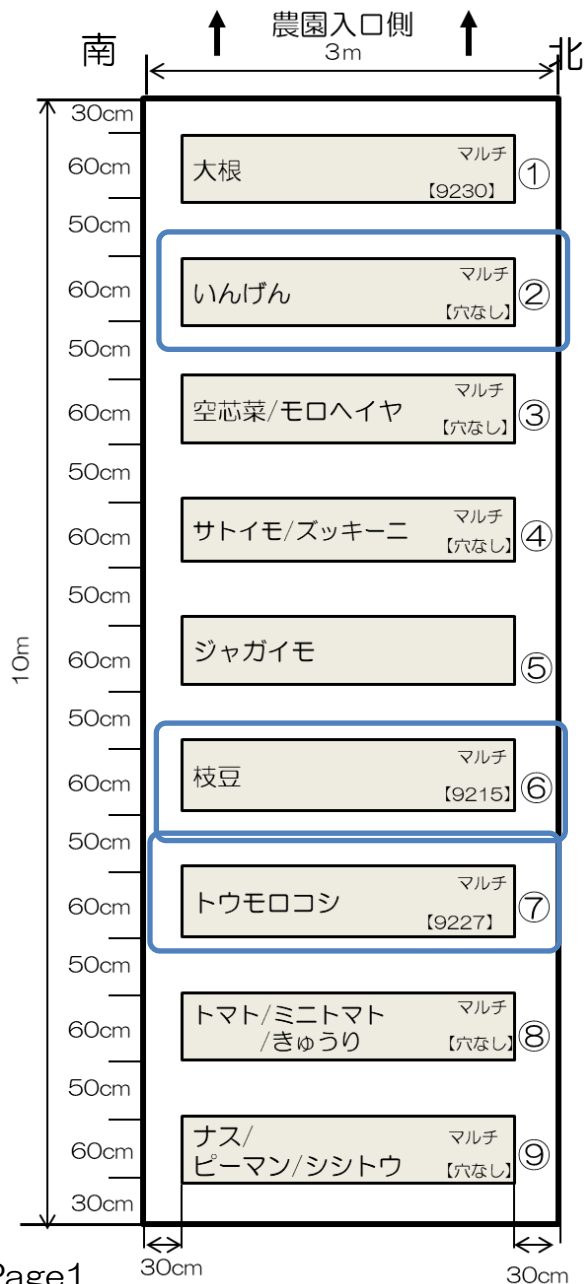 農園入口側
南
北
3m
10m
30cm
60cm
大根
マルチ
【9230】
①
50cm
60cm
いんげん
マルチ
【穴なし】
②
50cm
60cm
空芯菜/モロヘイヤ
マルチ
【穴なし】
③
50cm
60cm
サトイモ/ズッキーニ
マルチ
【穴なし】
④
50cm
60cm
ジャガイモ
⑤
50cm
60cm
枝豆
マルチ
【9215】
⑥
50cm
60cm
トウモロコシ
マルチ
【9227】
⑦
50cm
60cm
トマト/ミニトマト
/きゅうり
マルチ
【穴なし】
⑧
50cm
60cm
ナス/
ピーマン/シシトウ
マルチ
【穴なし】
⑨
30cm
30cm
30cm
Page1